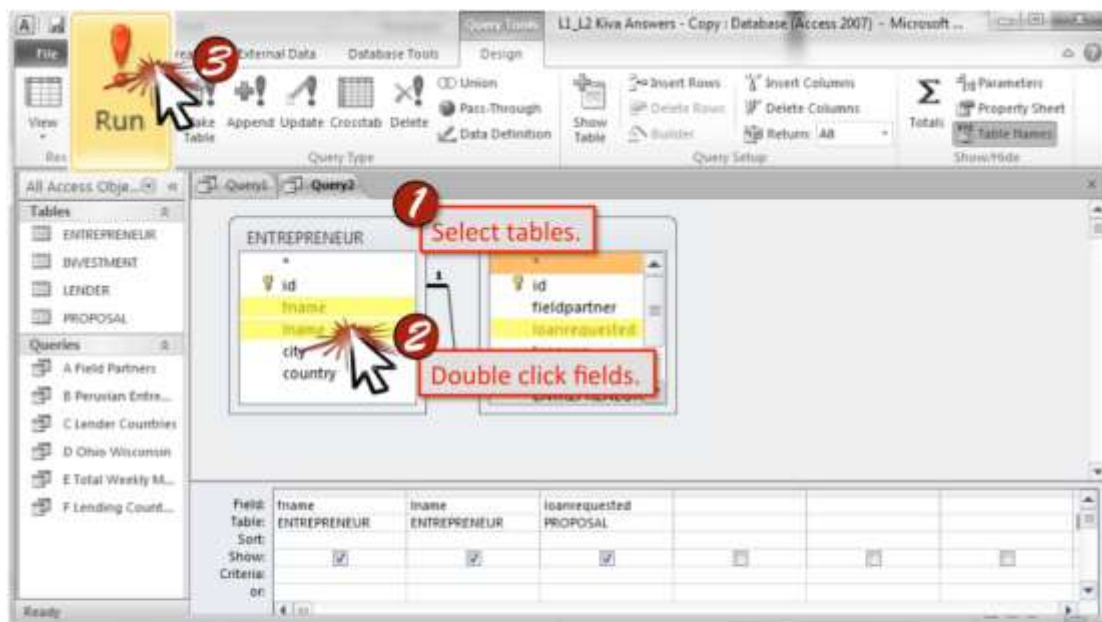 L1_L2 Kiva Answers - Copy : Database (Access 2007) - Microsoft ...
Query Tools
File
External Data
Database Tools
Design
3
View
Run
Table
Append
Update
Crosstab
Delete
Union
Pass-Through
Data Definition
Show Table
Insert Rows
Delete Rows
Builder
Insert Columns
Delete Columns
Return: All
Totals
Parameters
Property Sheet
Table Names
Res
Query Type
Query Setup
Show/Hide
All Access Obje...
Tables
ENTREPRENEUR
INVESTMENT
LENDER
PROPOSAL
Queries
A Field Partners
B Peruvian Entre...
C Lender Countries
D Ohio Wisconsin
E Total Weekly M...
F Lending Count...
Query1
Query2
1
Select tables.
ENTREPRENEUR
*
id
fname
lname
city
country
1
*
id
fieldpartner
loanrequested
ENTREPRENEUR
2
Double click fields.
Field: fname lname loanrequested
Table: ENTREPRENEUR ENTREPRENEUR PROPOSAL
Sort:
Show:
Criteria:
or:
Ready